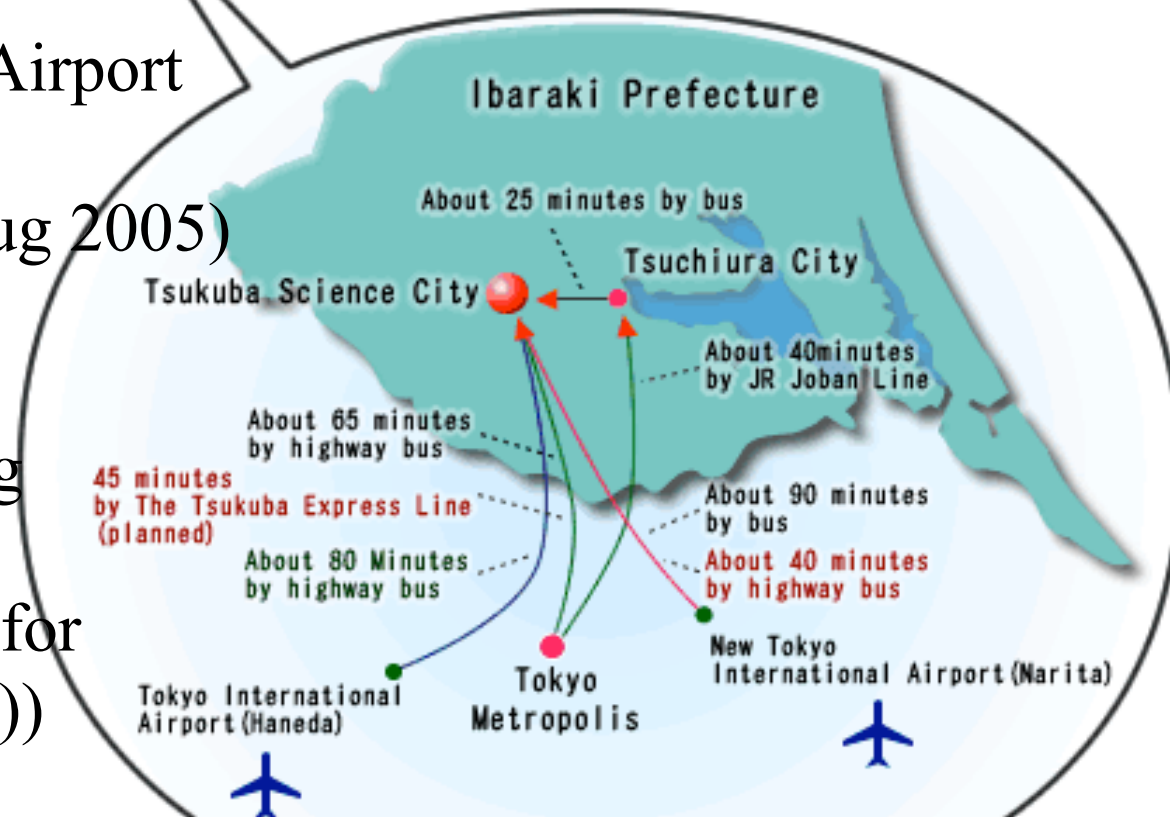 Airport
ug 2005)
g
for
))
Ibaraki Prefecture
About 25 minutes by bus
Tsuchiura City
Tsukuba Science City
About 40minutes
by JR Joban Line
About 65 minutes
by highway bus
45 minutes
by The Tsukuba Express Line
(planned)
About 90 minutes
by bus
About 80 Minutes
by highway bus
About 40 minutes
by highway bus
New Tokyo
International Airport(Narita)
Tokyo International
Airport(Haneda)
Tokyo
Metropolis